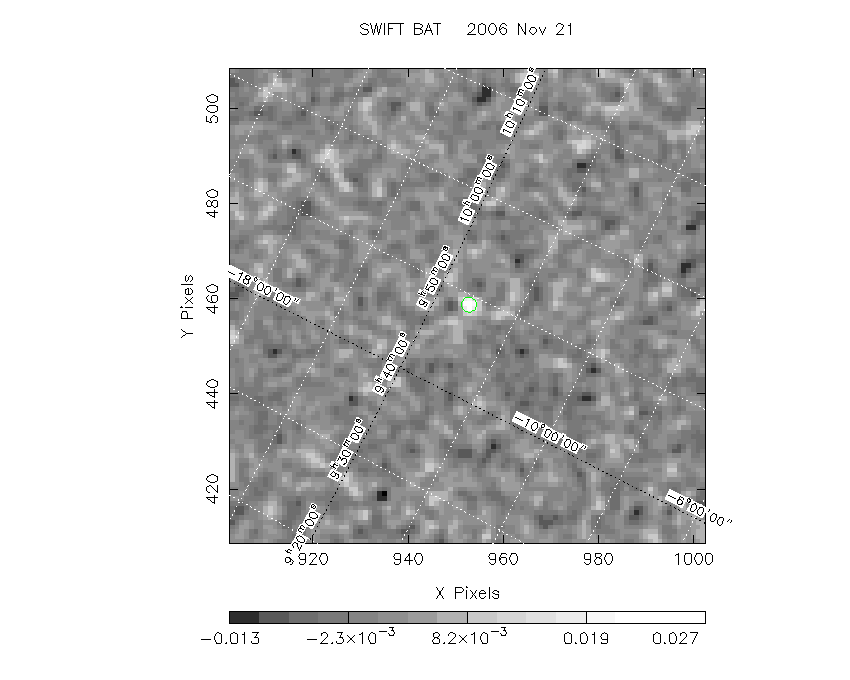 SWIFT BAT 2006 Nov 21
500
480
460
440
420
Y Pixels
10ʰ10ᵐ00ˢ
10ʰ00ᵐ00ˢ
9ʰ50ᵐ00ˢ
9ʰ40ᵐ00ˢ
9ʰ30ᵐ00ˢ
9ʰ20ᵐ00ˢ
−18°00'00"
−10°00'00"
−6°00'00"
920 940 960 980 1000
X Pixels
−0.013 −2.3×10⁻³ 8.2×10⁻³ 0.019 0.027